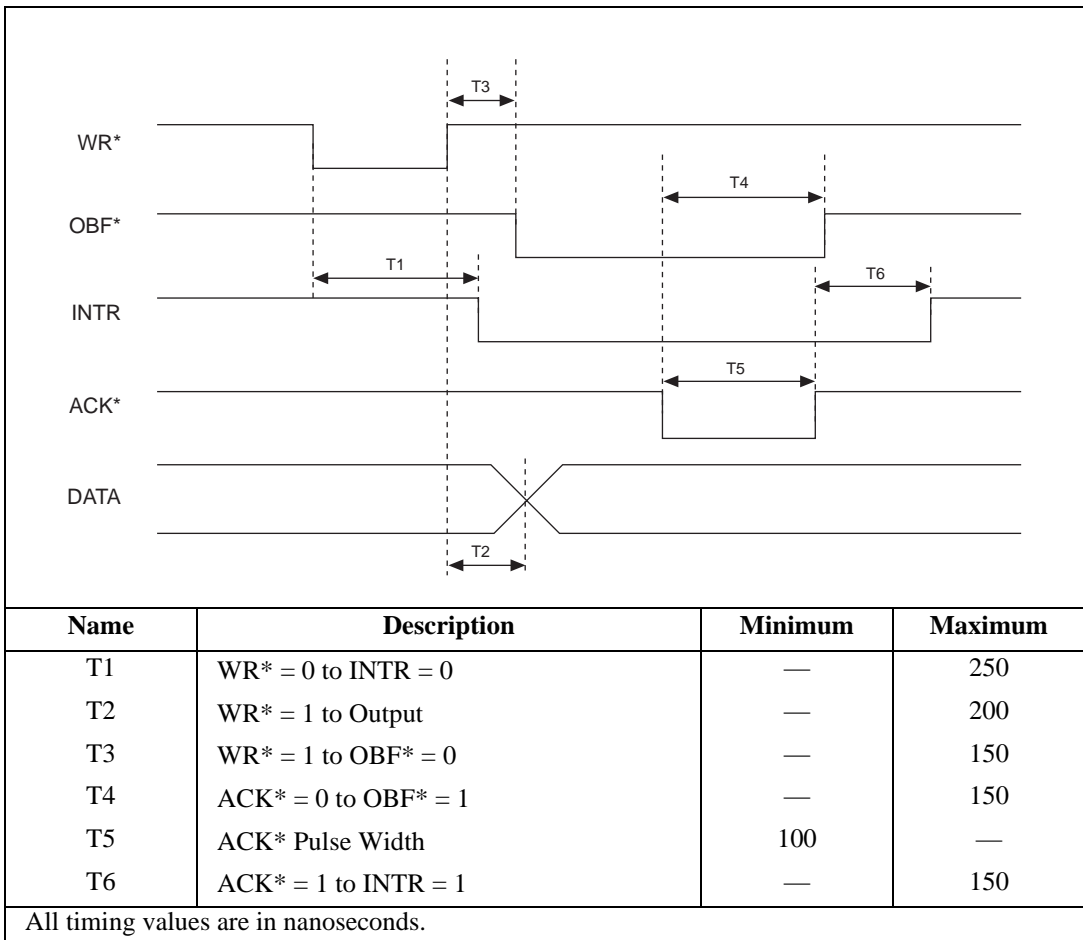 T3
WR*
T4
OBF*
T1
T6
INTR
T5
ACK*
DATA
T2
Name Description Minimum Maximum
T1 WR* = 0 to INTR = 0 — 250
T2 WR* = 1 to Output — 200
T3 WR* = 1 to OBF* = 0 — 150
T4 ACK* = 0 to OBF* = 1 — 150
T5 ACK* Pulse Width 100 —
T6 ACK* = 1 to INTR = 1 — 150
All timing values are in nanoseconds.